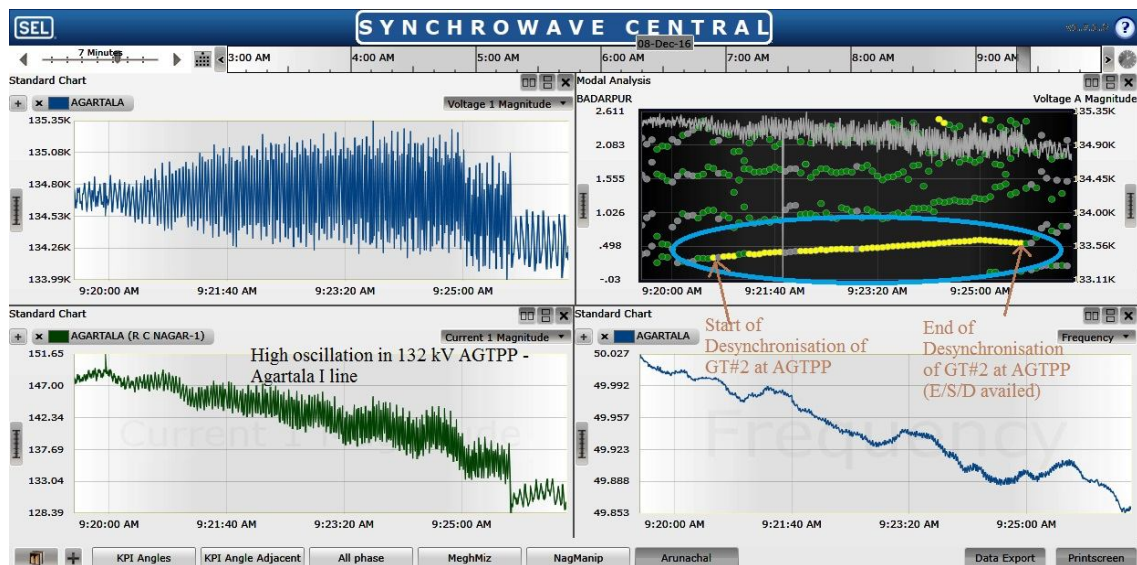 SEL
SYNCHROWAVE CENTRAL
?
7 Minutes
08-Dec-16
3:00 AM 4:00 AM 5:00 AM 6:00 AM 7:00 AM 8:00 AM 9:00 AM
Standard Chart
+ x AGARTALA
Voltage 1 Magnitude
135.35K
135.08K
134.80K
134.53K
134.26K
133.99K
9:20:00 AM 9:21:40 AM 9:23:20 AM 9:25:00 AM
Modal Analysis
BADARPUR
Voltage A Magnitude
2.611 135.35K
2.083 134.90K
1.555 134.45K
1.026 134.00K
.498 133.56K
-.03 133.11K
9:20:00 AM 9:21:40 AM 9:23:20 AM 9:25:00 AM
Standard Chart
+ x AGARTALA (R C NAGAR-1)
Current 1 Magnitude
High oscillation in 132 kV AGTPP -
Agartala I line
151.65
147.00
142.34
137.69
133.04
128.39
9:20:00 AM 9:21:40 AM 9:23:20 AM 9:25:00 AM
Standard Chart
+ x AGARTALA
Frequency
Start of
Desynchronisation of
GT#2 at AGTPP
End of
Desynchronisation
of GT#2 at AGTPP
(E/S/D availed)
Frequency
50.027
49.992
49.957
49.923
49.888
49.853
9:20:00 AM 9:21:40 AM 9:23:20 AM 9:25:00 AM
+ KPI Angles KPI Angle Adjacent All phase MeghMiz NagManip Arunachal Data Export Printscreen